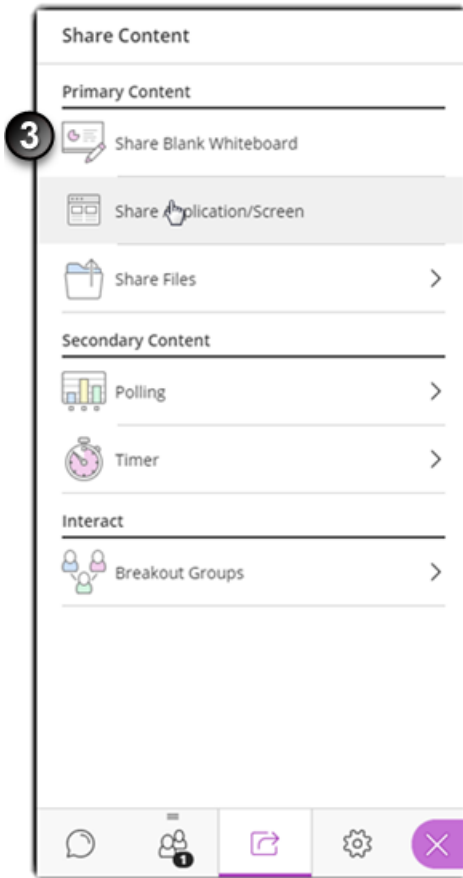 Share Content
Primary Content
3
Share Blank Whiteboard
Share Application/Screen
Share Files
Secondary Content
Polling
Timer
Interact
Breakout Groups
1